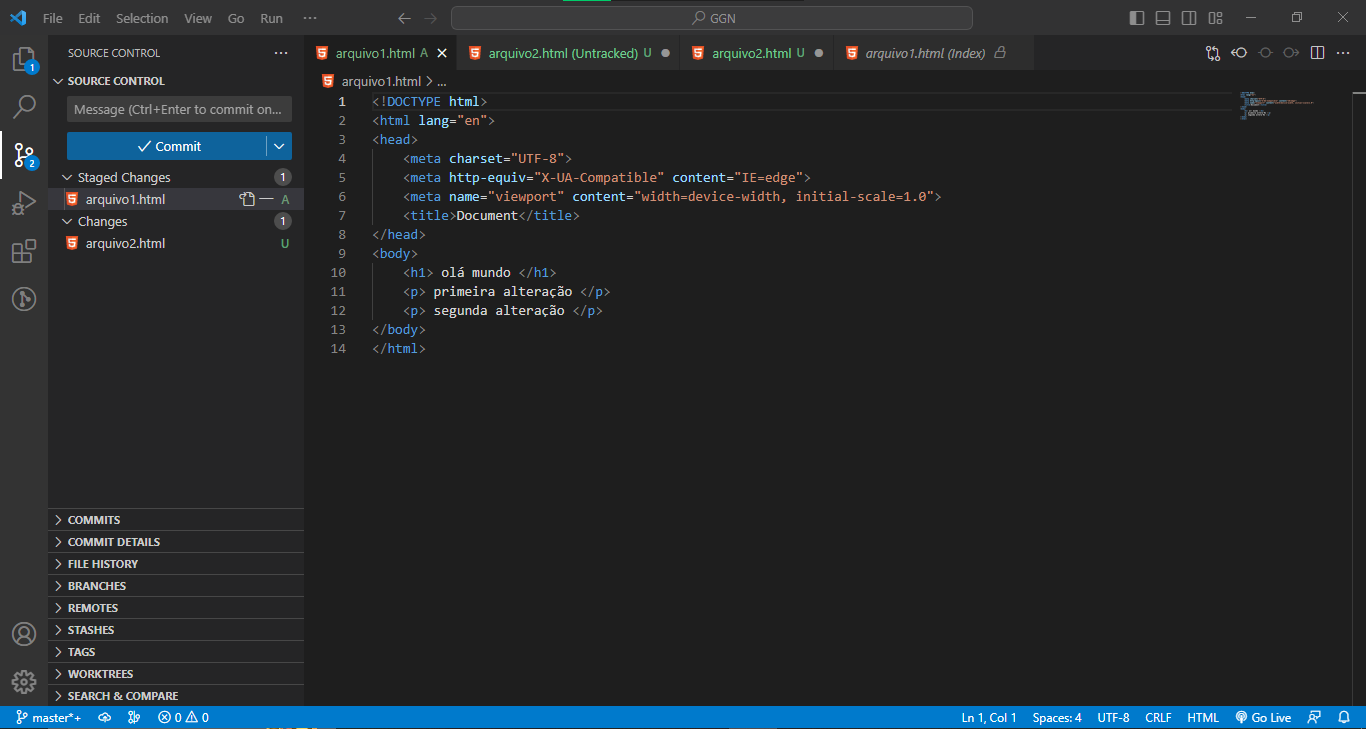 File Edit Selection View Go Run ··· GGN
SOURCE CONTROL ···
SOURCE CONTROL
Message (Ctrl+Enter to commit on...
Commit
Staged Changes 1
arquivo1.html A
Changes 1
arquivo2.html U
COMMITS
COMMIT DETAILS
FILE HISTORY
BRANCHES
REMOTES
STASHES
TAGS
WORKTREES
SEARCH & COMPARE
1
2
arquivo1.html A arquivo2.html (Untracked) U arquivo2.html U arquivo1.html (Index)
arquivo1.html > ...
1 <!DOCTYPE html>
2 <html lang="en">
3 <head>
4 <meta charset="UTF-8">
5 <meta http-equiv="X-UA-Compatible" content="IE=edge">
6 <meta name="viewport" content="width=device-width, initial-scale=1.0">
7 <title>Document</title>
8 </head>
9 <body>
10 <h1> olá mundo </h1>
11 <p> primeira alteração </p>
12 <p> segunda alteração </p>
13 </body>
14 </html>
master*+ 0 0 Ln 1, Col 1 Spaces: 4 UTF-8 CRLF HTML Go Live